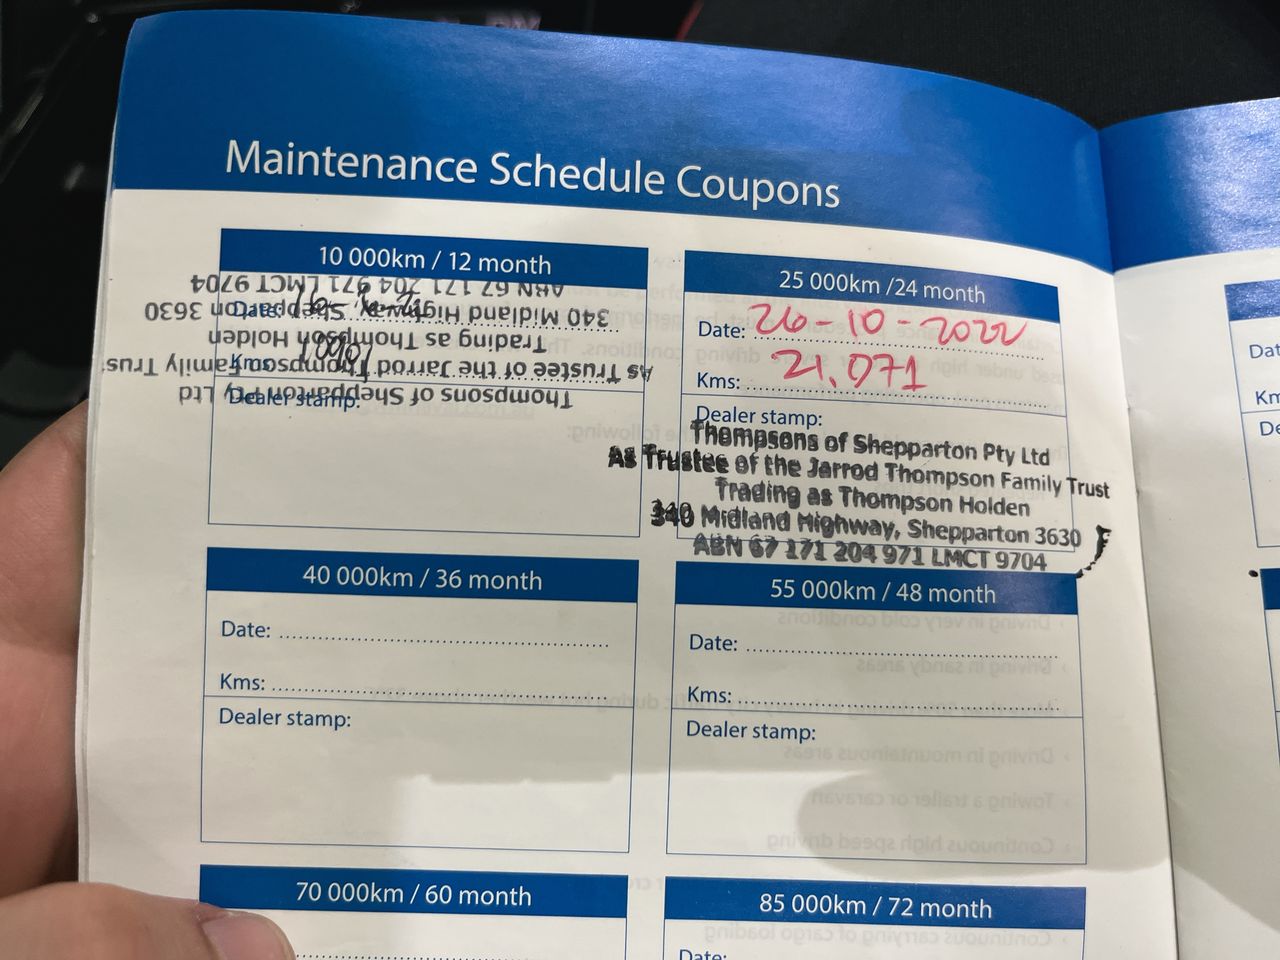 Maintenance Schedule Coupons
10 000km / 12 month
Date:
Kms:
Dealer stamp:
Thompsons of Shepparton Pty Ltd
As Trustee of the Jarrod Thompson Family Trus
Trading as Thompson Holden
340 Midland Highway, Shepparton 3630
ABN 67 171 204 971 LMCT 9704
25 000km /24 month
Date: 26-10-2022
Kms: 21.071
Dealer stamp:
Thompsons of Shepparton Pty Ltd
As Trustee of the Jarrod Thompson Family Trust
Trading as Thompson Holden
340 Midland Highway, Shepparton 3630
ABN 67 171 204 971 LMCT 9704
40 000km / 36 month
Date:
Kms:
Dealer stamp:
55 000km / 48 month
Date:
Kms:
Dealer stamp:
70 000km / 60 month
85 000km / 72 month
Date:
Dat
Km
De